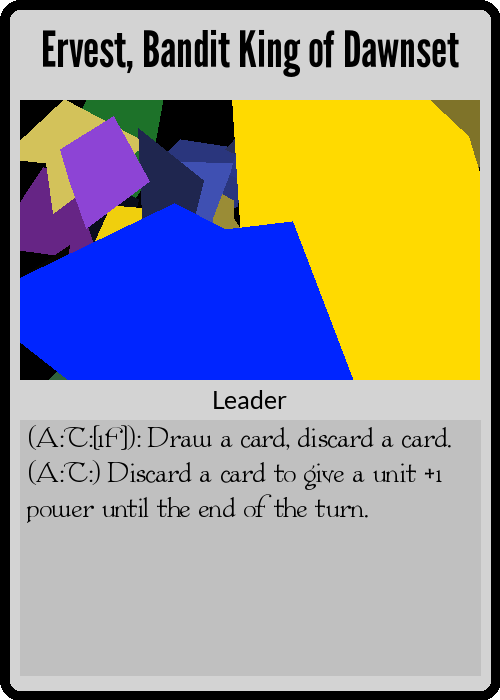 Ervest, Bandit King of Dawnset
Leader
(A:T:[1F]): Draw a card, discard a card.
(A:T:) Discard a card to give a unit +1
power until the end of the turn.